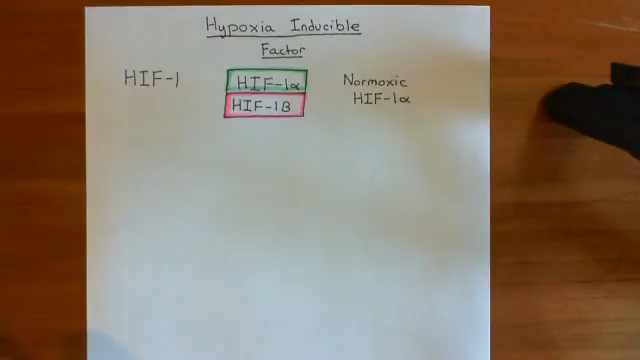 Hypoxia Inducible
Factor
HIF-1
HIF-1α
HIF-1β
Normoxic
HIF-1α